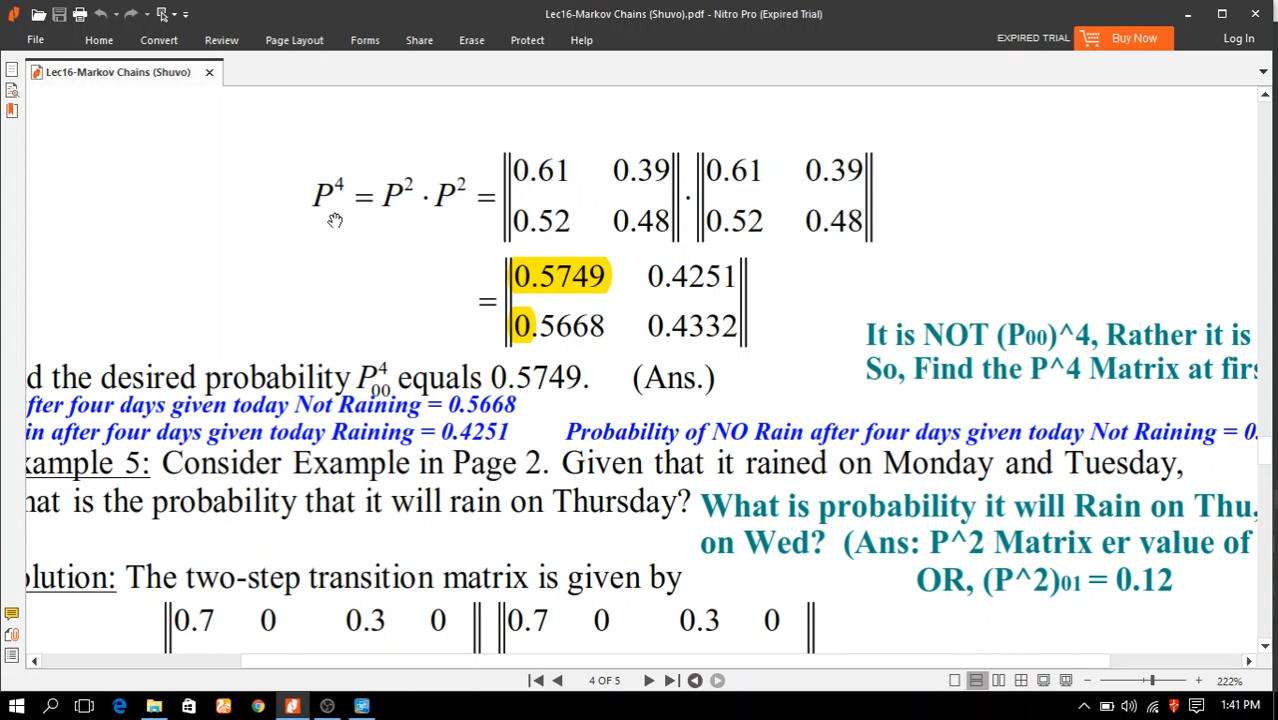 Lec16-Markov Chains (Shuvo).pdf - Nitro Pro (Expired Trial)
File Home Convert Review Page Layout Forms Share Erase Protect Help EXPIRED TRIAL Buy Now Log In
Lec16-Markov Chains (Shuvo)
P⁴ = P² · P² = ‖0.61 0.39‖ · ‖0.61 0.39‖
‖0.52 0.48‖ ‖0.52 0.48‖
= ‖0.5749 0.4251‖
‖0.5668 0.4332‖
It is NOT (P00)^4, Rather it is
So, Find the P^4 Matrix at firs
d the desired probability P⁴₀₀ equals 0.5749. (Ans.)
fter four days given today Not Raining = 0.5668
in after four days given today Raining = 0.4251 Probability of NO Rain after four days given today Not Raining = 0.
xample 5: Consider Example in Page 2. Given that it rained on Monday and Tuesday,
hat is the probability that it will rain on Thursday?
What is probability it will Rain on Thu,
on Wed? (Ans: P^2 Matrix er value of
OR, (P^2)01 = 0.12
olution: The two-step transition matrix is given by
‖0.7 0 0.3 0‖ ‖0.7 0 0.3 0‖
4 OF 5 222%
1:41 PM